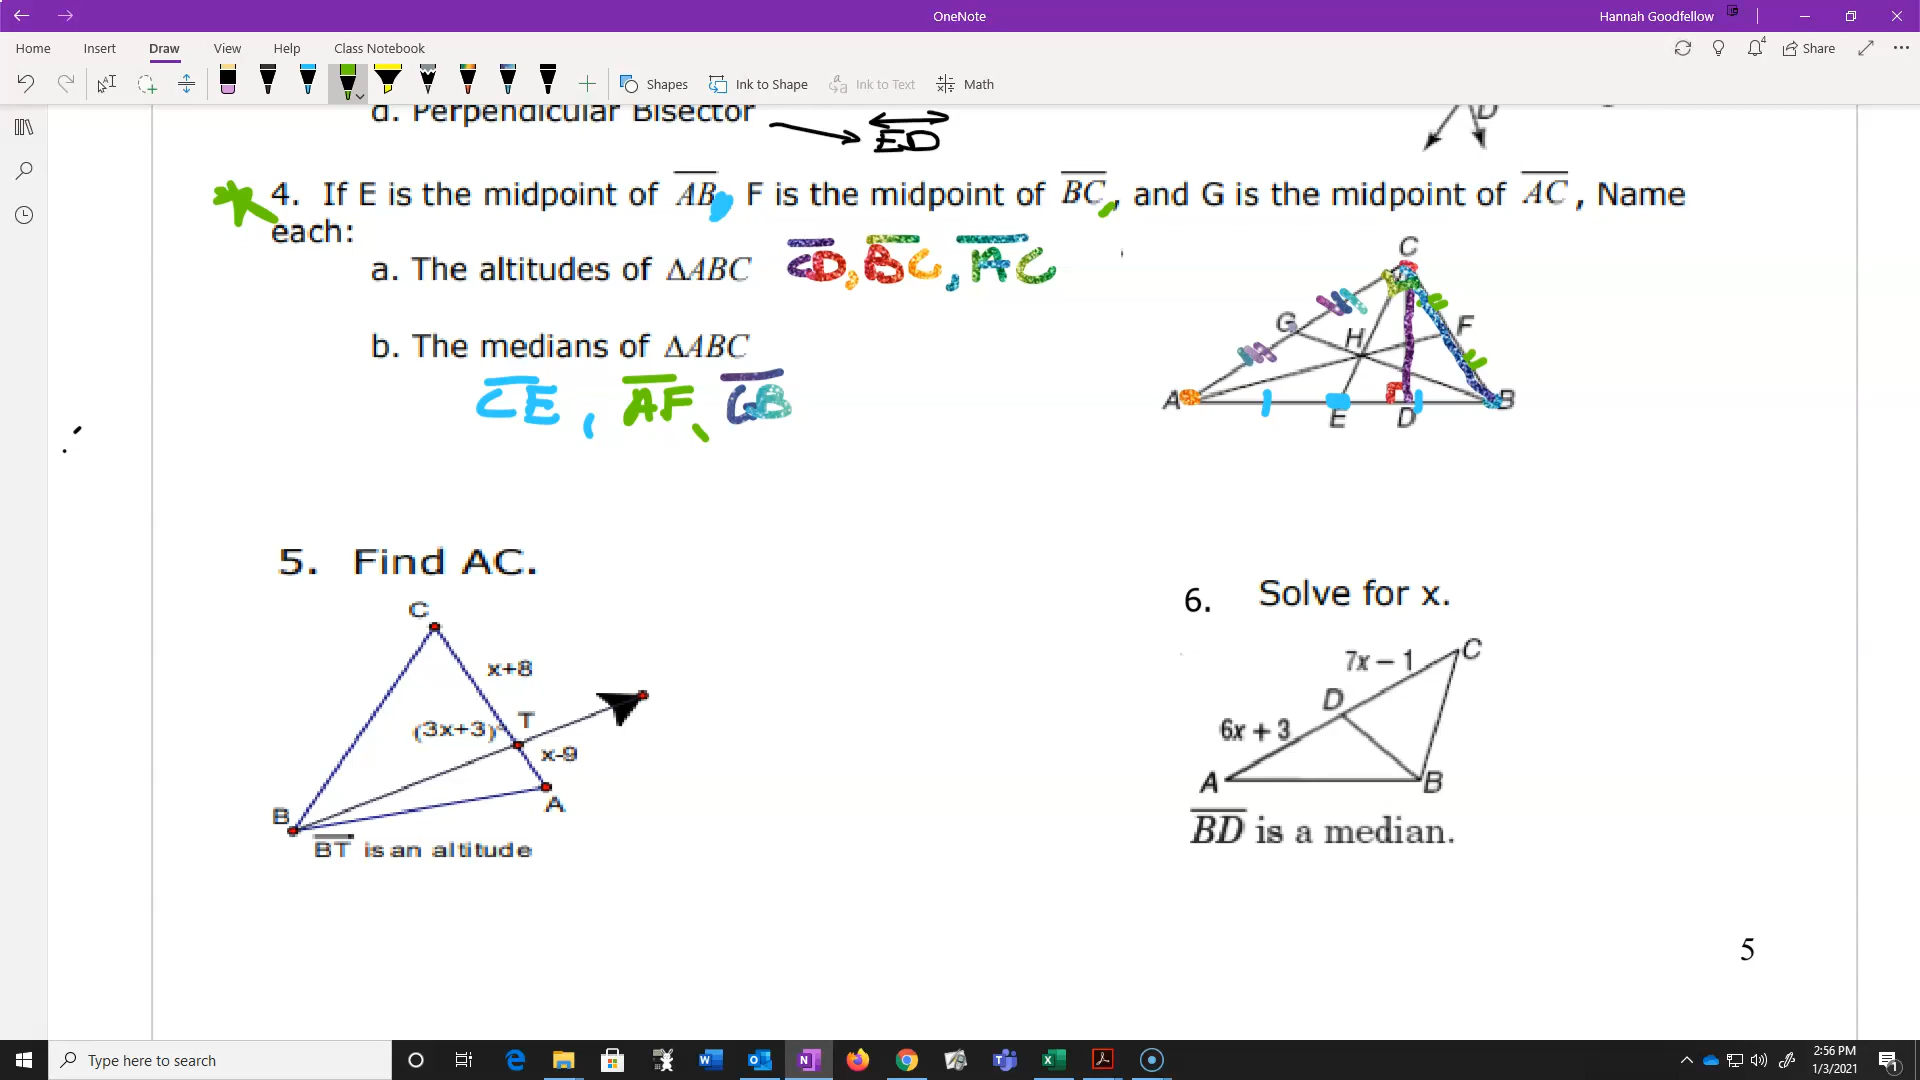 OneNote
Hannah Goodfellow
Home Insert Draw View Help Class Notebook
4
Share
Shapes Ink to Shape Ink to Text Math
d. Perpendicular Bisector
ED
D
4. If E is the midpoint of AB, F is the midpoint of BC, and G is the midpoint of AC, Name
each:
a. The altitudes of ΔABC CD, BC, AC
b. The medians of ΔABC
CE, AF, GB
C
G
H
F
A
E
D
B
5. Find AC.
C
x+8
T
(3x+3)°
x-9
A
B
BT is an altitude
6. Solve for x.
7x – 1
C
D
6x + 3
A
B
BD is a median.
5
Type here to search
2:56 PM
1/3/2021
1